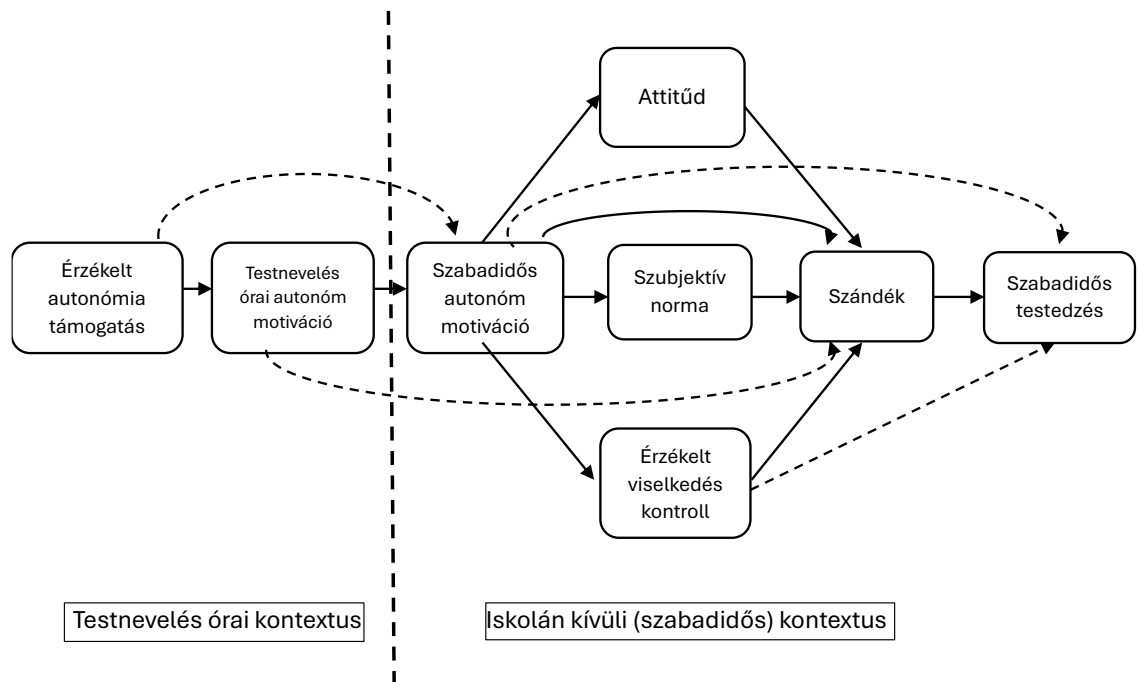 Attitűd
Érzékelt
autonómia
támogatás
Testnevelés
órai autonóm
motiváció
Szabadidős
autonóm
motiváció
Szubjektív
norma
Szándék
Szabadidős
testedzés
Érzékelt
viselkedés
kontroll
Testnevelés órai kontextus
Iskolán kívüli (szabadidős) kontextus